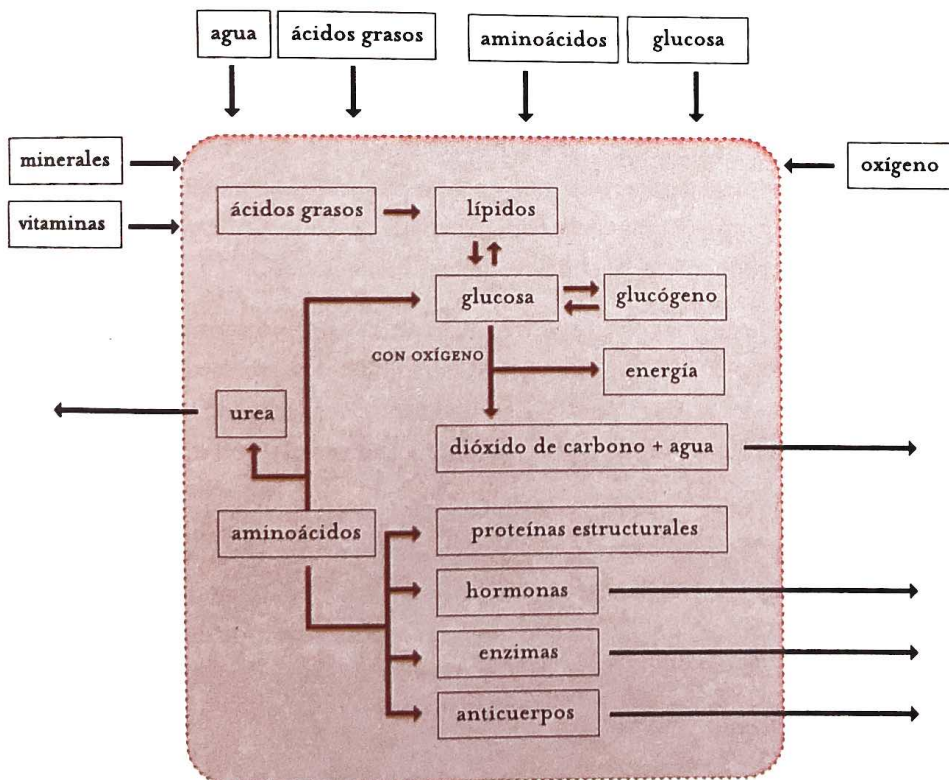 agua
ácidos grasos
aminoácidos
glucosa
minerales
oxígeno
vitaminas
ácidos grasos
lípidos
glucosa
glucógeno
CON OXÍGENO
energía
urea
dióxido de carbono + agua
aminoácidos
proteínas estructurales
hormonas
enzimas
anticuerpos